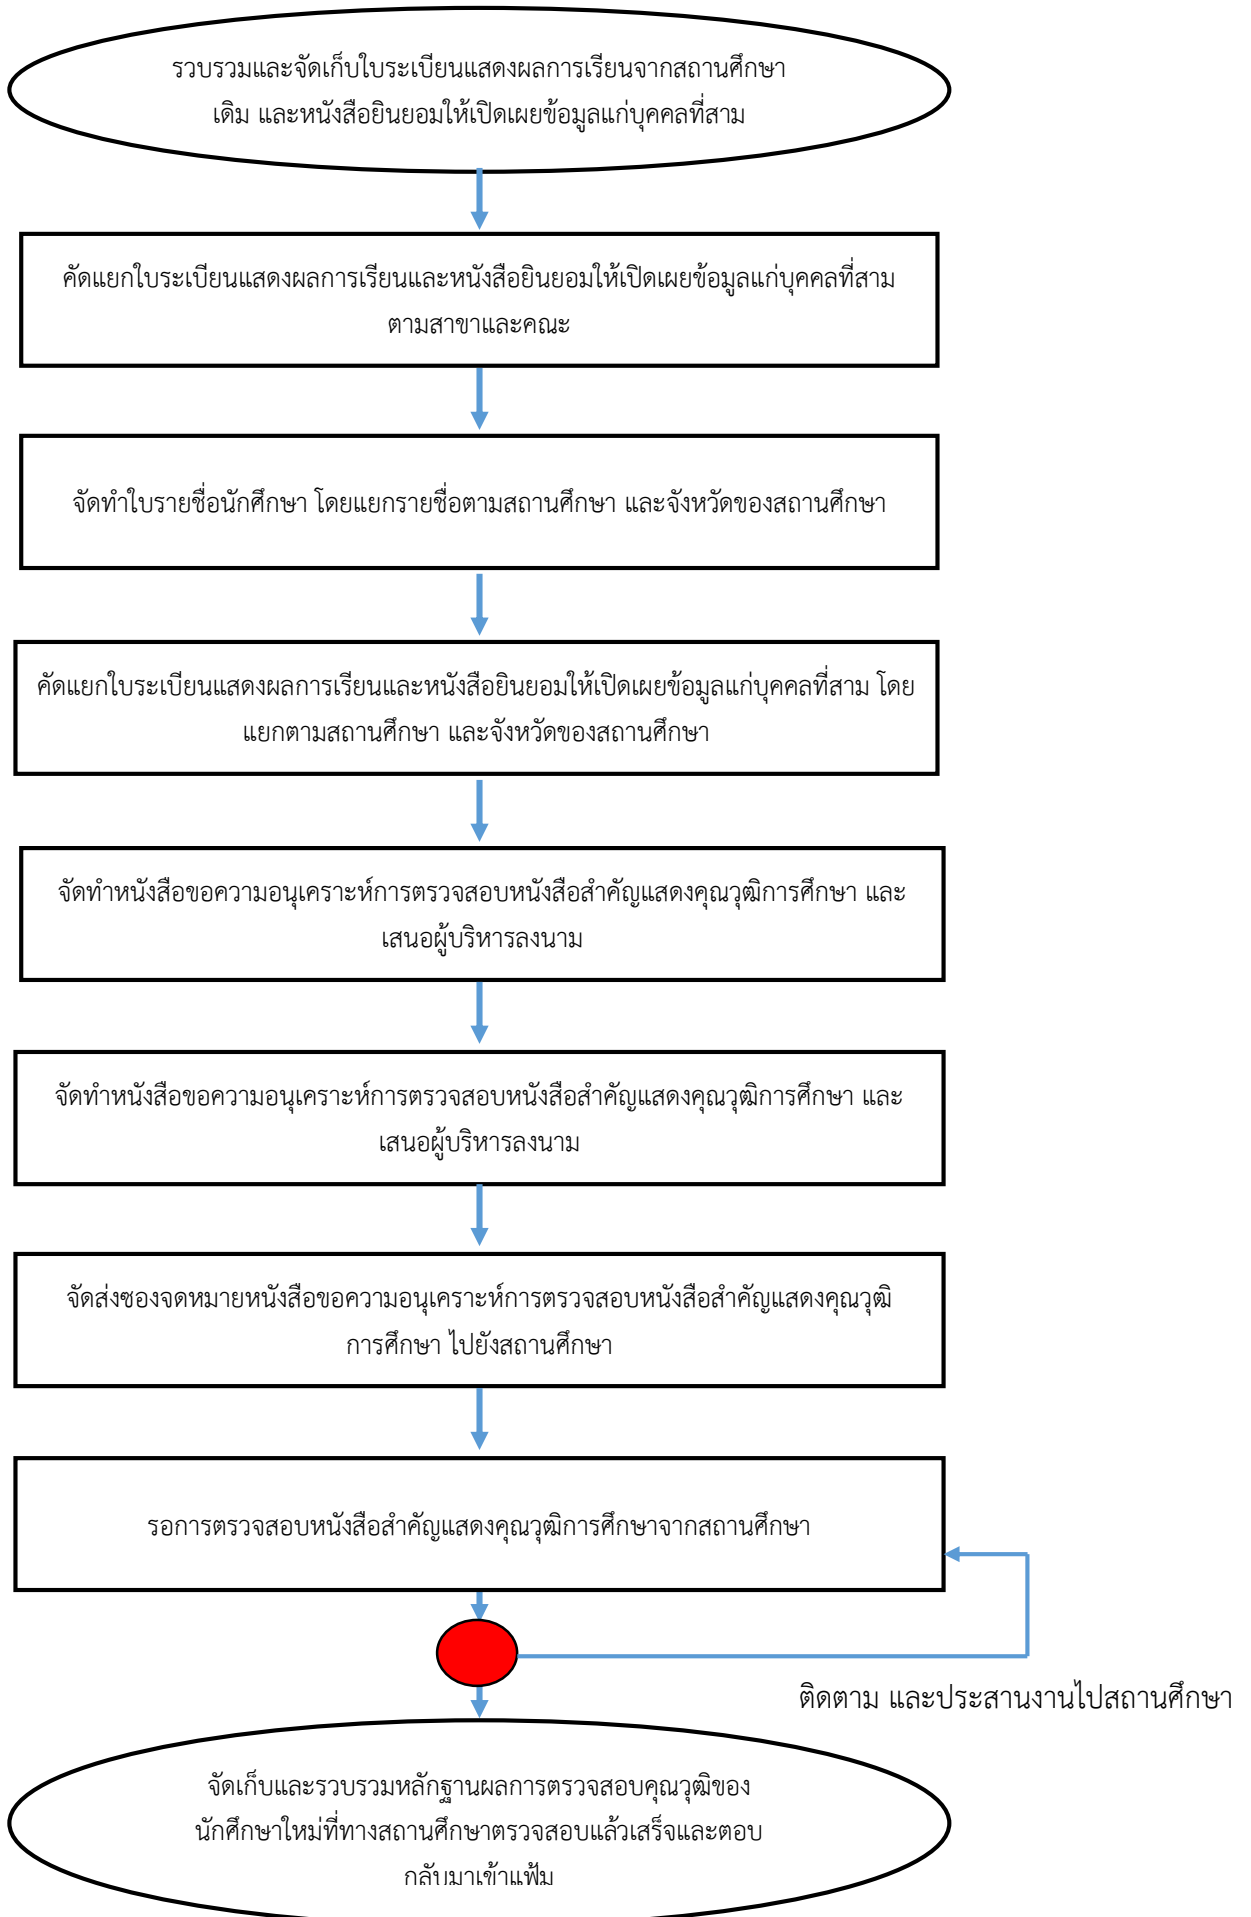 รวบรวมและจัดเก็บใบระเบียนแสดงผลการเรียนจากสถานศึกษา
เดิม และหนังสือยินยอมให้เปิดเผยข้อมูลแก่บุคคลที่สาม
คัดแยกใบระเบียนแสดงผลการเรียนและหนังสือยินยอมให้เปิดเผยข้อมูลแก่บุคคลที่สาม
ตามสาขาและคณะ
จัดทำใบรายชื่อนักศึกษา โดยแยกรายชื่อตามสถานศึกษา และจังหวัดของสถานศึกษา
คัดแยกใบระเบียนแสดงผลการเรียนและหนังสือยินยอมให้เปิดเผยข้อมูลแก่บุคคลที่สาม โดย
แยกตามสถานศึกษา และจังหวัดของสถานศึกษา
จัดทำหนังสือขอความอนุเคราะห์การตรวจสอบหนังสือสำคัญแสดงคุณวุฒิการศึกษา และ
เสนอผู้บริหารลงนาม
จัดทำหนังสือขอความอนุเคราะห์การตรวจสอบหนังสือสำคัญแสดงคุณวุฒิการศึกษา และ
เสนอผู้บริหารลงนาม
จัดส่งซองจดหมายหนังสือขอความอนุเคราะห์การตรวจสอบหนังสือสำคัญแสดงคุณวุฒิ
การศึกษา ไปยังสถานศึกษา
รอการตรวจสอบหนังสือสำคัญแสดงคุณวุฒิการศึกษาจากสถานศึกษา
ติดตาม และประสานงานไปสถานศึกษา
จัดเก็บและรวบรวมหลักฐานผลการตรวจสอบคุณวุฒิของ
นักศึกษาใหม่ที่ทางสถานศึกษาตรวจสอบแล้วเสร็จและตอบ
กลับมาเข้าแฟ้ม